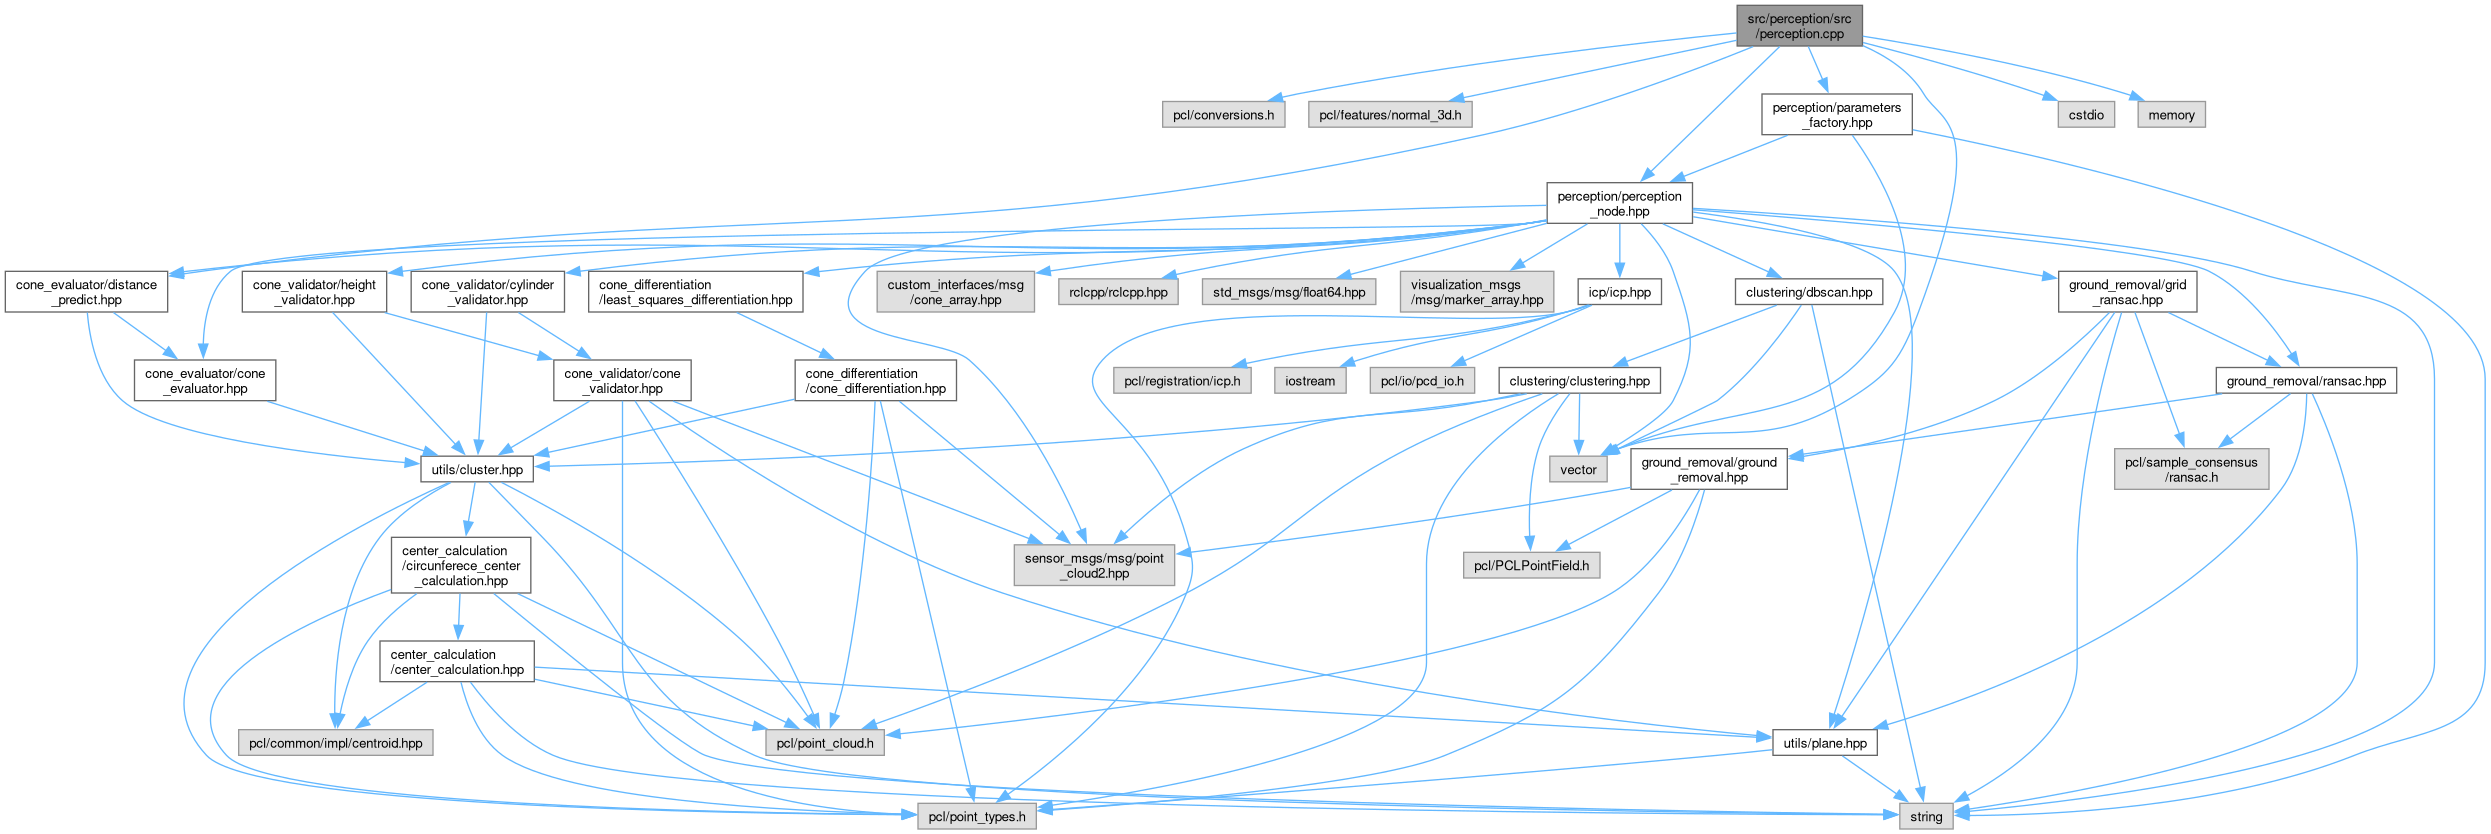 src/perception/src
/perception.cpp
pcl/conversions.h
pcl/features/normal_3d.h
perception/parameters
_factory.hpp
cstdio
memory
perception/perception
_node.hpp
cone_evaluator/distance
_predict.hpp
cone_validator/height
_validator.hpp
cone_validator/cylinder
_validator.hpp
cone_differentiation
/least_squares_differentiation.hpp
custom_interfaces/msg
/cone_array.hpp
rclcpp/rclcpp.hpp
std_msgs/msg/float64.hpp
visualization_msgs
/msg/marker_array.hpp
icp/icp.hpp
clustering/dbscan.hpp
ground_removal/grid
_ransac.hpp
cone_evaluator/cone
_evaluator.hpp
cone_validator/cone
_validator.hpp
cone_differentiation
/cone_differentiation.hpp
pcl/registration/icp.h
iostream
pcl/io/pcd_io.h
clustering/clustering.hpp
ground_removal/ransac.hpp
utils/cluster.hpp
vector
ground_removal/ground
_removal.hpp
pcl/sample_consensus
/ransac.h
center_calculation
/circunferece_center
_calculation.hpp
sensor_msgs/msg/point
_cloud2.hpp
pcl/PCLPointField.h
center_calculation
/center_calculation.hpp
pcl/common/impl/centroid.hpp
pcl/point_cloud.h
utils/plane.hpp
pcl/point_types.h
string